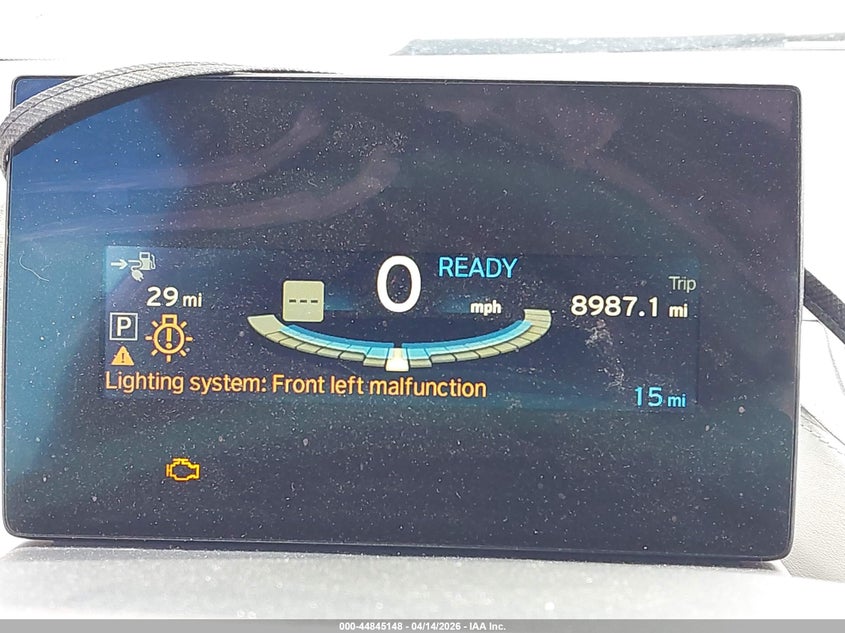 READY
0
mph
29 mi
---
Trip
8987.1 mi
P
Lighting system: Front left malfunction
15 mi
000-44845148 - 04/14/2026 - IAA Inc.